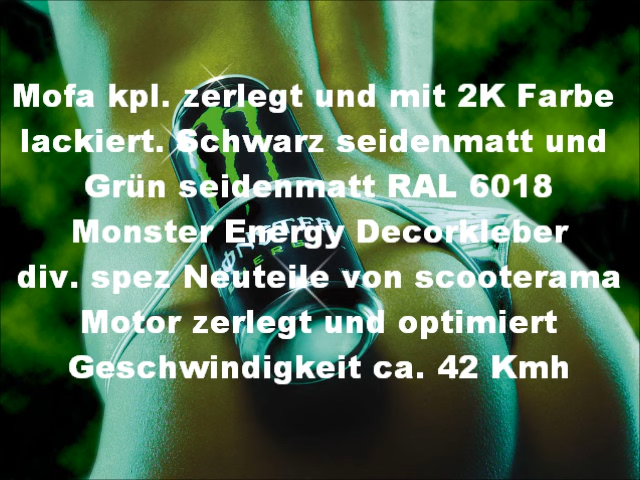 Mofa kpl. zerlegt und mit 2K Farbe
lackiert. Schwarz seidenmatt und
Grün seidenmatt RAL 6018
Monster Energy Decorkleber
div. spez Neuteile von scooterama
Motor zerlegt und optimiert
Geschwindigkeit ca. 42 Kmh
MONSTER